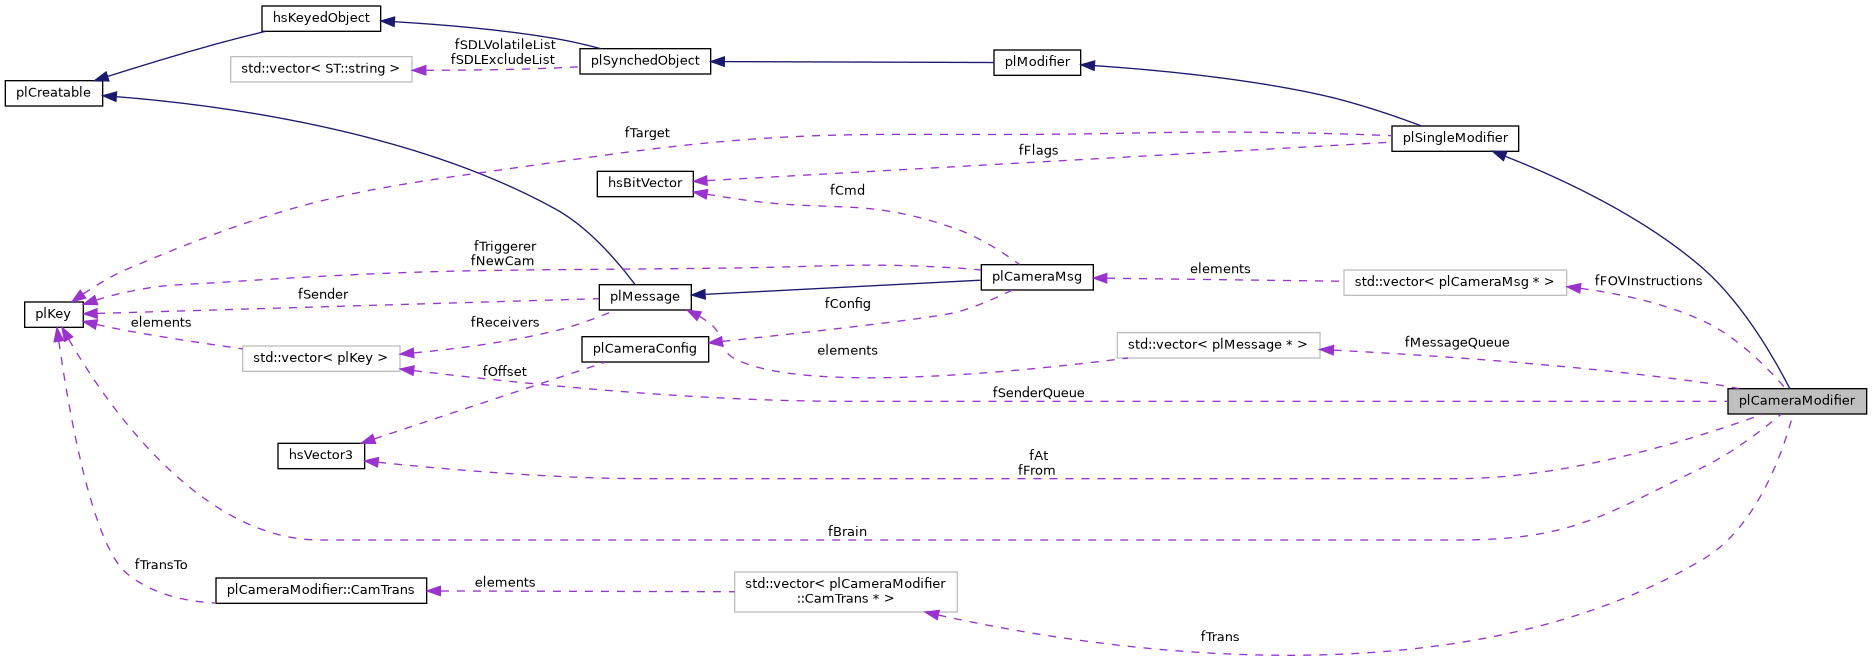 hsKeyedObject
fSDLVolatileList
fSDLExcludeList
std::vector< ST::string >
plSynchedObject
plModifier
plCreatable
fTarget
plSingleModifier
fFlags
hsBitVector
fCmd
fTriggerer
fNewCam
plCameraMsg
elements
std::vector< plCameraMsg * >
fFOVInstructions
fSender
plMessage
fConfig
plKey
elements
fReceivers
std::vector< plKey >
plCameraConfig
elements
std::vector< plMessage * >
fMessageQueue
fOffset
fSenderQueue
plCameraModifier
hsVector3
fAt
fFrom
fBrain
fTransTo
plCameraModifier::CamTrans
elements
std::vector< plCameraModifier
::CamTrans * >
fTrans